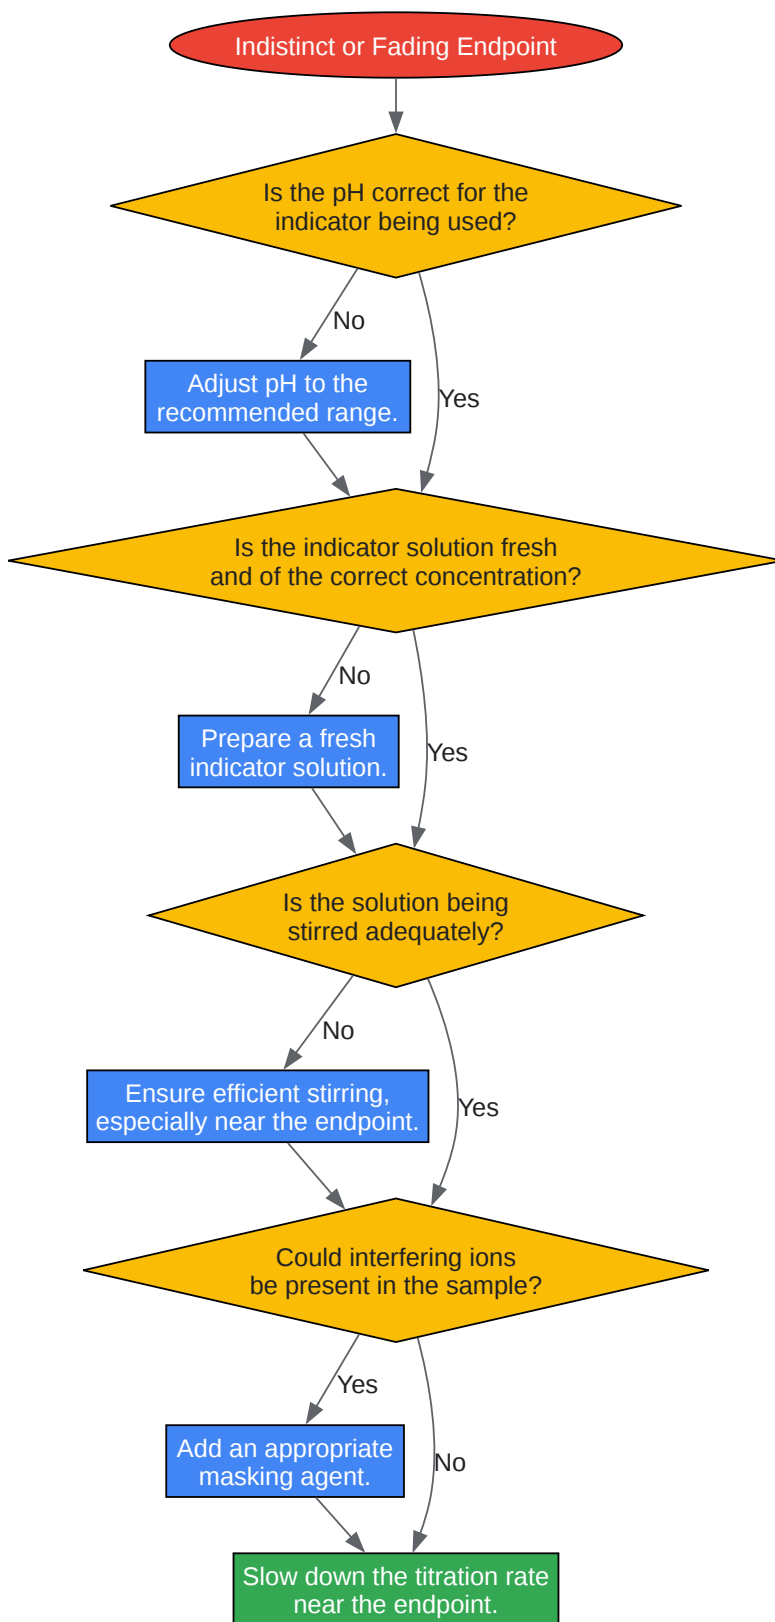 Indistinct or Fading Endpoint
Is the pH correct for the
indicator being used?
No
Adjust pH to the
recommended range.
Yes
Is the indicator solution fresh
and of the correct concentration?
No
Prepare a fresh
indicator solution.
Yes
Is the solution being
stirred adequately?
No
Ensure efficient stirring,
especially near the endpoint.
Yes
Could interfering ions
be present in the sample?
Yes
Add an appropriate
masking agent.
No
Slow down the titration rate
near the endpoint.